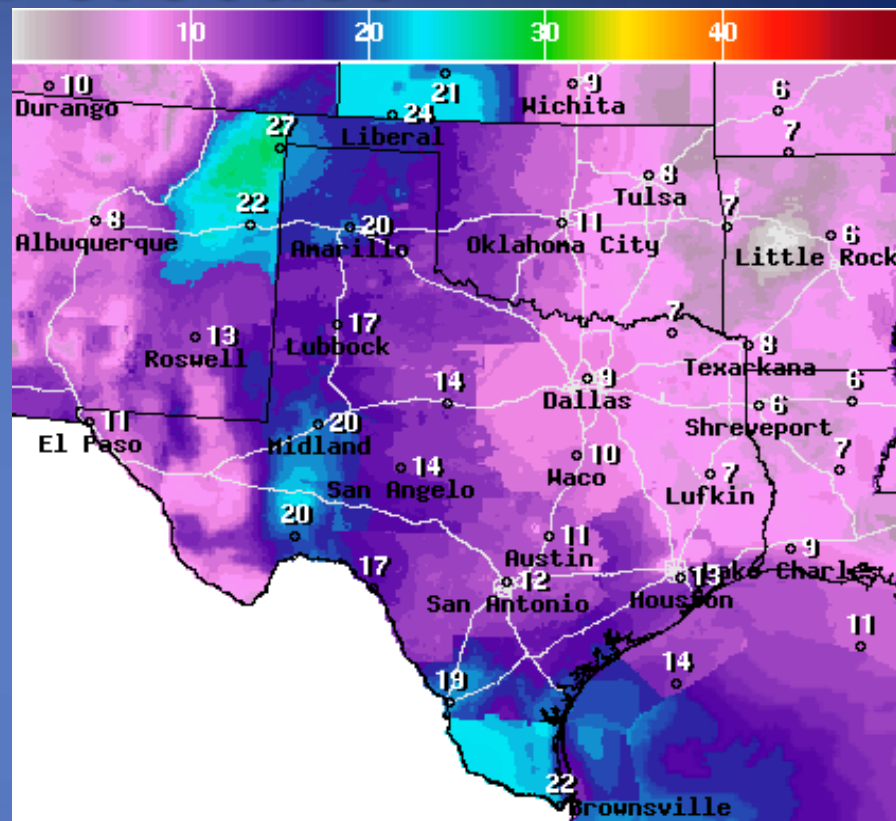 10 20 30 40
10 Durango
21
24 Liberal
9 Wichita
6
7
27
22
8 Albuquerque
20 Amarillo
11 Oklahoma City
8 Tulsa
7
6 Little Rock
13 Roswell
17 Lubbock
7
8 Texarkana
14
9 Dallas
6 Shreveport
6
11 El Paso
20 Midland
14 San Angelo
10 Waco
7 Lufkin
7
20
17
11 Austin
12 San Antonio
13 Houston
9 Lake Charles
11
14
19
22 Brownsville